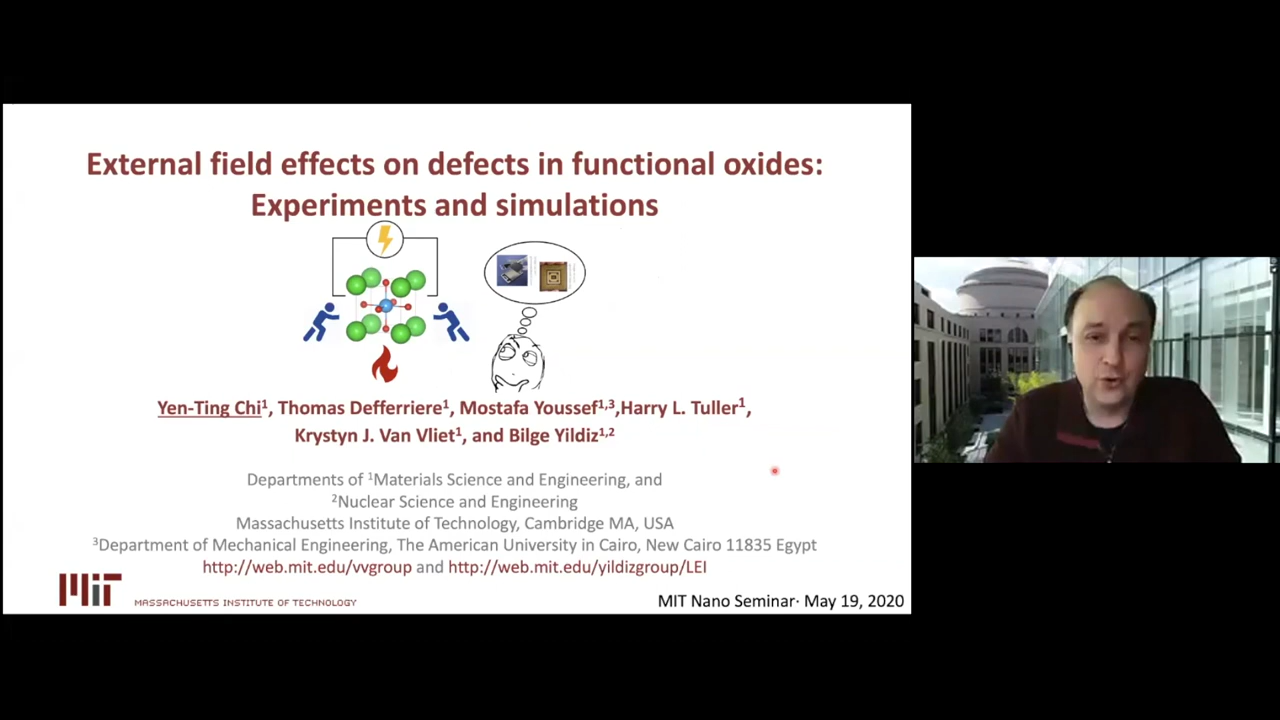 External field effects on defects in functional oxides:
Experiments and simulations
Yen-Ting Chi¹, Thomas Defferriere¹, Mostafa Youssef¹,³,Harry L. Tuller¹,
Krystyn J. Van Vliet¹, and Bilge Yildiz¹,²
Departments of ¹Materials Science and Engineering, and
²Nuclear Science and Engineering
Massachusetts Institute of Technology, Cambridge MA, USA
³Department of Mechanical Engineering, The American University in Cairo, New Cairo 11835 Egypt
http://web.mit.edu/vvgroup and http://web.mit.edu/yildizgroup/LEI
MIT MASSACHUSETTS INSTITUTE OF TECHNOLOGY
MIT Nano Seminar· May 19, 2020